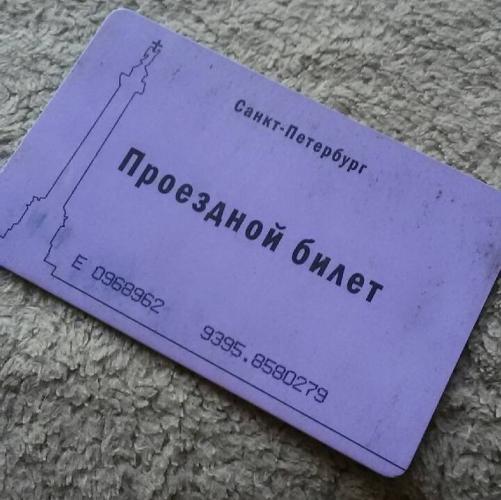 Санкт-Петербург
Проездной билет
Е 0968962
9395.8580279